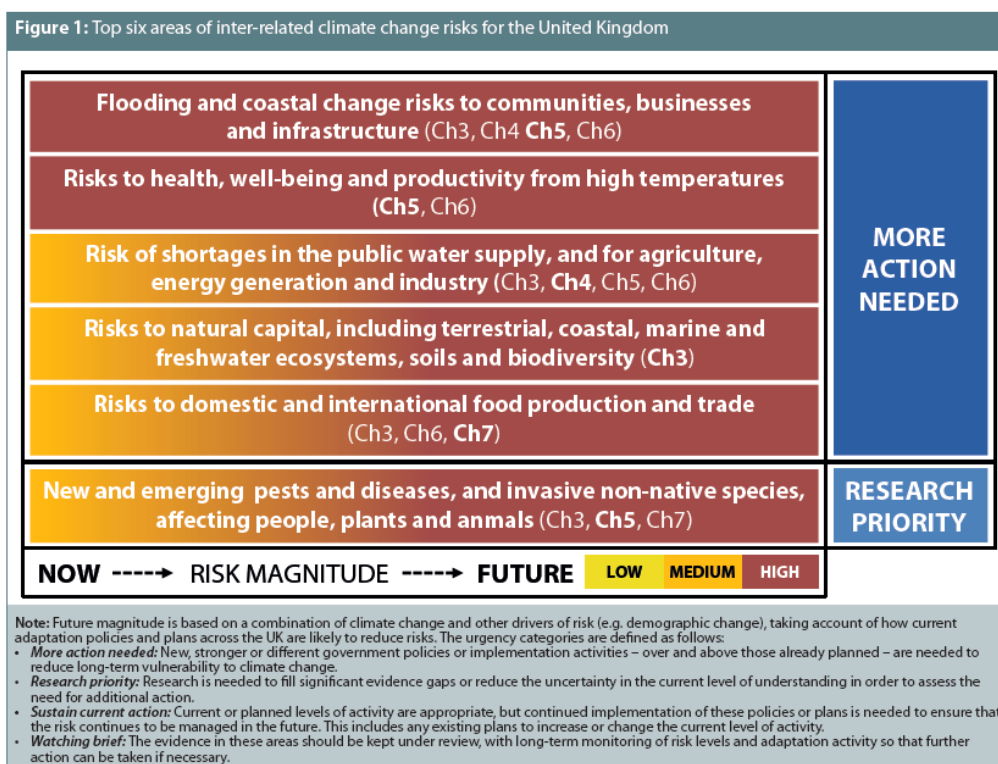 Figure 1: Top six areas of inter-related climate change risks for the United Kingdom
Flooding and coastal change risks to communities, businesses
and infrastructure (Ch3, Ch4 Ch5, Ch6)
Risks to health, well-being and productivity from high temperatures
(Ch5, Ch6)
Risk of shortages in the public water supply, and for agriculture,
energy generation and industry (Ch3, Ch4, Ch5, Ch6)
Risks to natural capital, including terrestrial, coastal, marine and
freshwater ecosystems, soils and biodiversity (Ch3)
Risks to domestic and international food production and trade
(Ch3, Ch6, Ch7)
MORE
ACTION
NEEDED
New and emerging pests and diseases, and invasive non-native species,
affecting people, plants and anmals (Ch3, Ch5, Ch7)
RESEARCH
PRIORITY
NOW ----→ RISK MAGNITUDE ----→ FUTURE LOW MEDIUM HIGH
Note: Future magnitude is based on a combination of climate change and other drivers of risk (e.g. demographic change), taking account of how current
adaptation policies and plans across the UK are likely to reduce risks. The urgency categories are defined as follows:
• More action needed: New, stronger or different government policies or implementation activities – over and above those already planned – are needed to
reduce long-term vulnerability to climate change.
• Research priority: Research is needed to fill significant evidence gaps or reduce the uncertainty in the current level of understanding in order to assess the
need for additional action.
• Sustain current action: Current or planned levels of activity are appropriate, but continued implementation of these policies or plans is needed to ensure that
the risk continues to be managed in the future. This includes any existing plans to increase or change the current level of activity.
• Watching brief: The evidence in these areas should be kept under review, with long-term monitoring of risk levels and adaptation activity so that further
action can be taken if necessary.